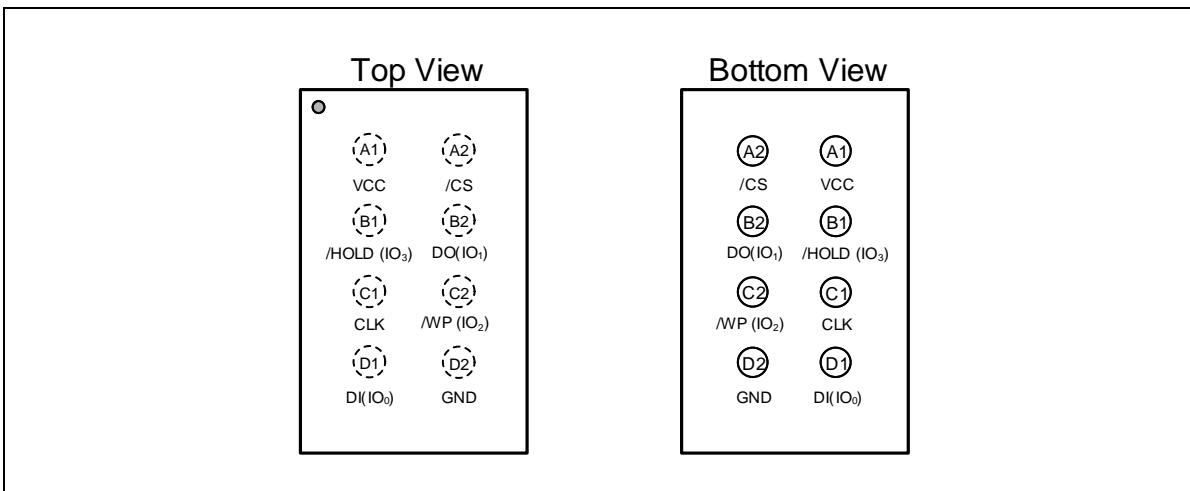 Top View Bottom View
A1 A2 A2 A1
VCC /CS /CS VCC
B1 B2 B2 B1
/HOLD (IO₃) DO(IO₁) DO(IO₁) /HOLD (IO₃)
C1 C2 C2 C1
CLK /WP (IO₂) /WP (IO₂) CLK
D1 D2 D2 D1
DI(IO₀) GND GND DI(IO₀)